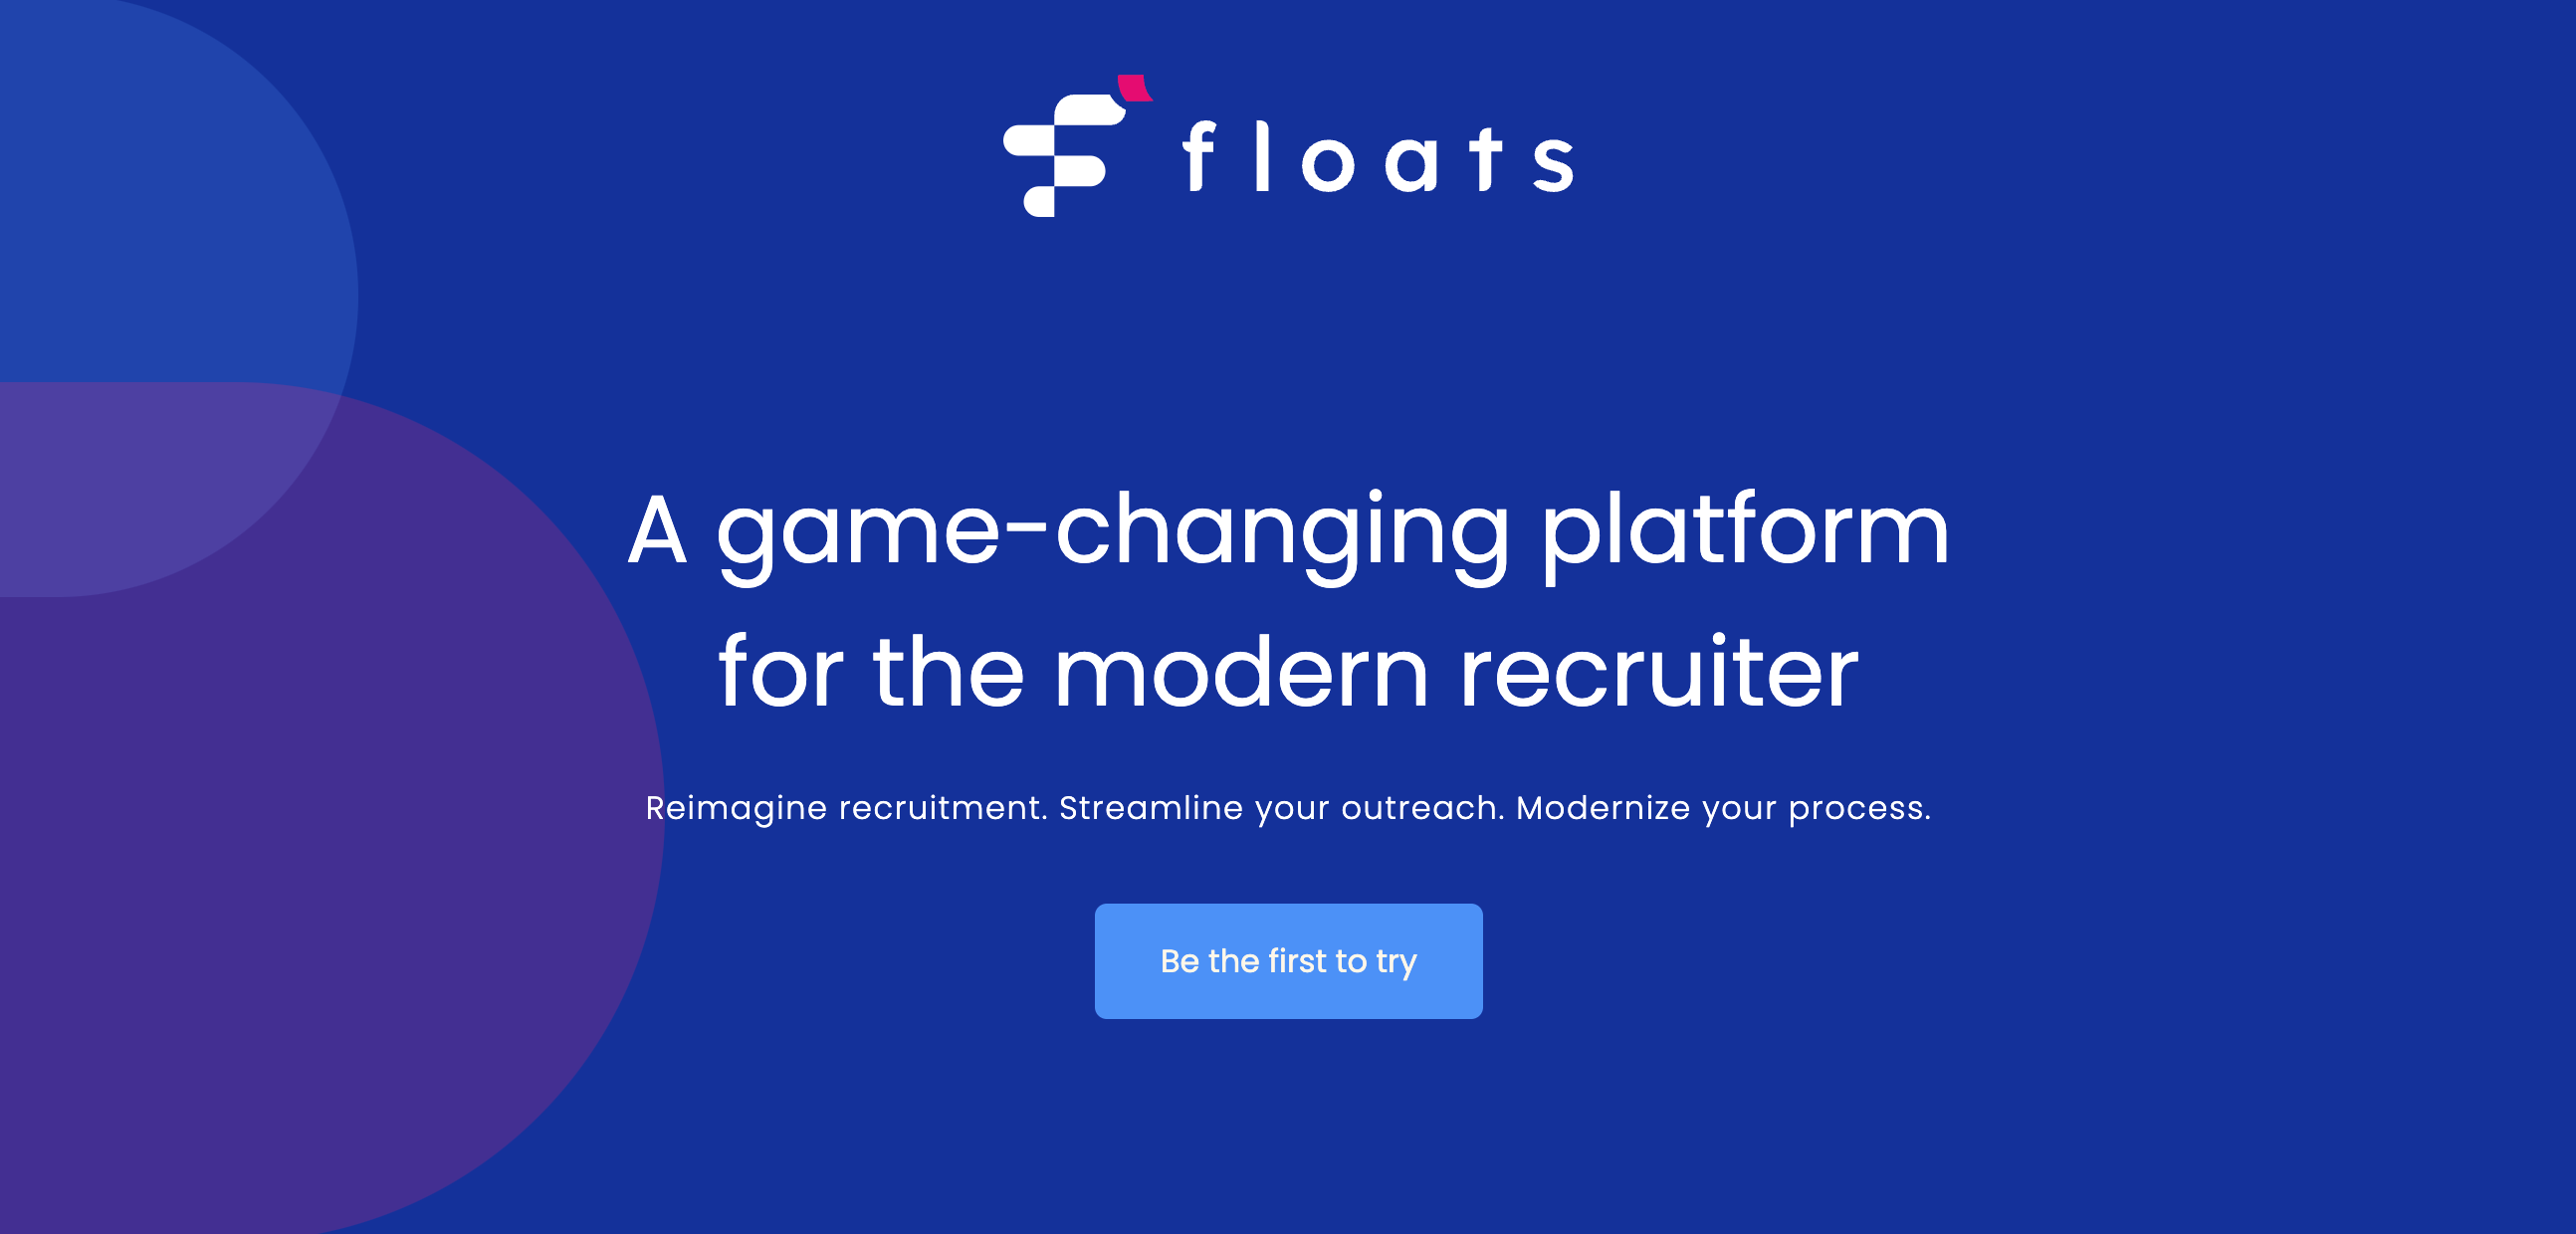 floats
A game-changing platform
for the modern recruiter
Reimagine recruitment. Streamline your outreach. Modernize your process.
Be the first to try